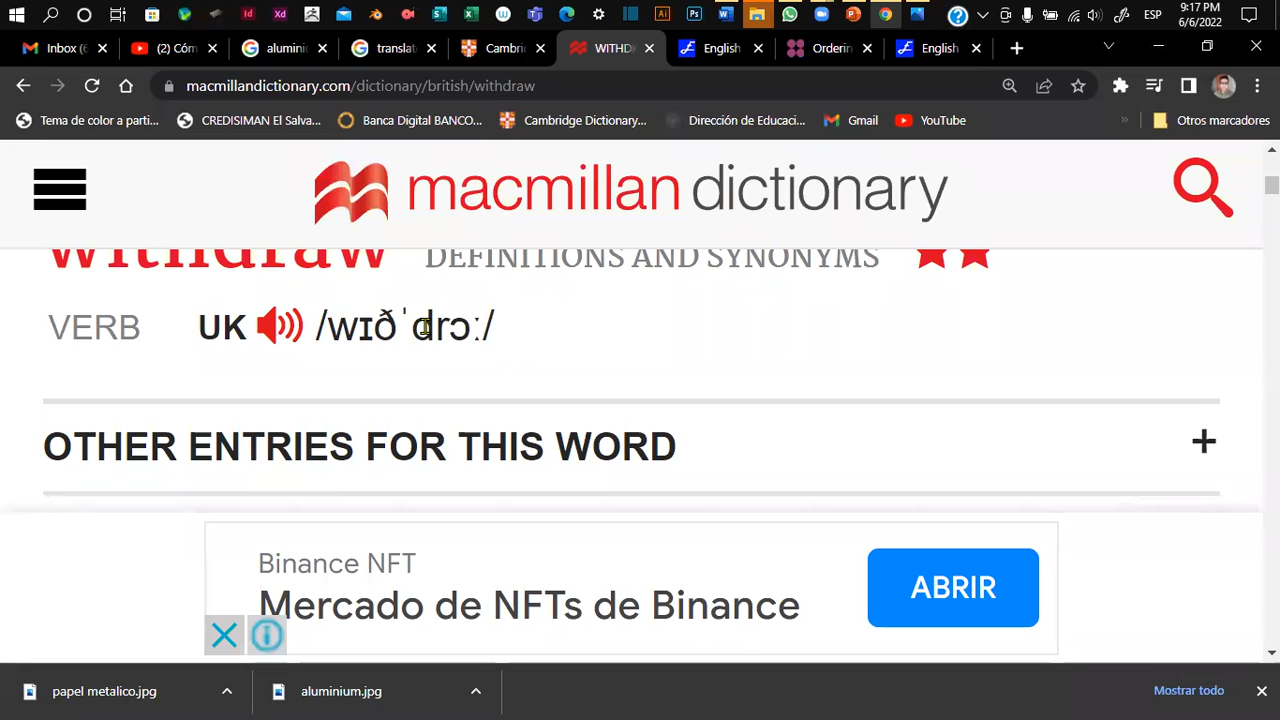 ESP
9:17 PM
6/6/2022
Inbox (6
(2) Cóm
aluminiu
translat
Cambri
WITHD
English
Orderin
English
macmillandictionary.com/dictionary/british/withdraw
Tema de color a parti...
CREDISIMAN El Salva...
Banca Digital BANCO...
Cambridge Dictionary...
Dirección de Educaci...
Gmail
YouTube
Otros marcadores
macmillan dictionary
withdraw DEFINITIONS AND SYNONYMS
VERB UK /wɪðˈdrɔː/
OTHER ENTRIES FOR THIS WORD
Binance NFT
Mercado de NFTs de Binance
ABRIR
papel metalico.jpg
aluminium.jpg
Mostrar todo